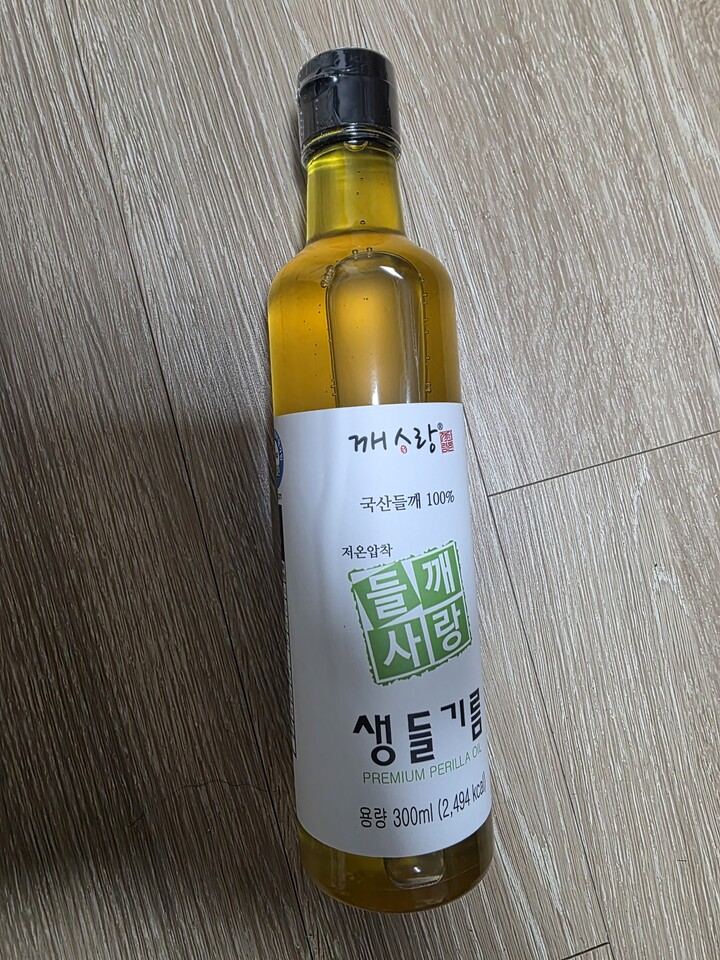 깨사랑®
국산들깨 100%
저온압착
들깨
사랑
생들기름
PREMIUM PERILLA OIL
용량 300ml (2,494 kcal)